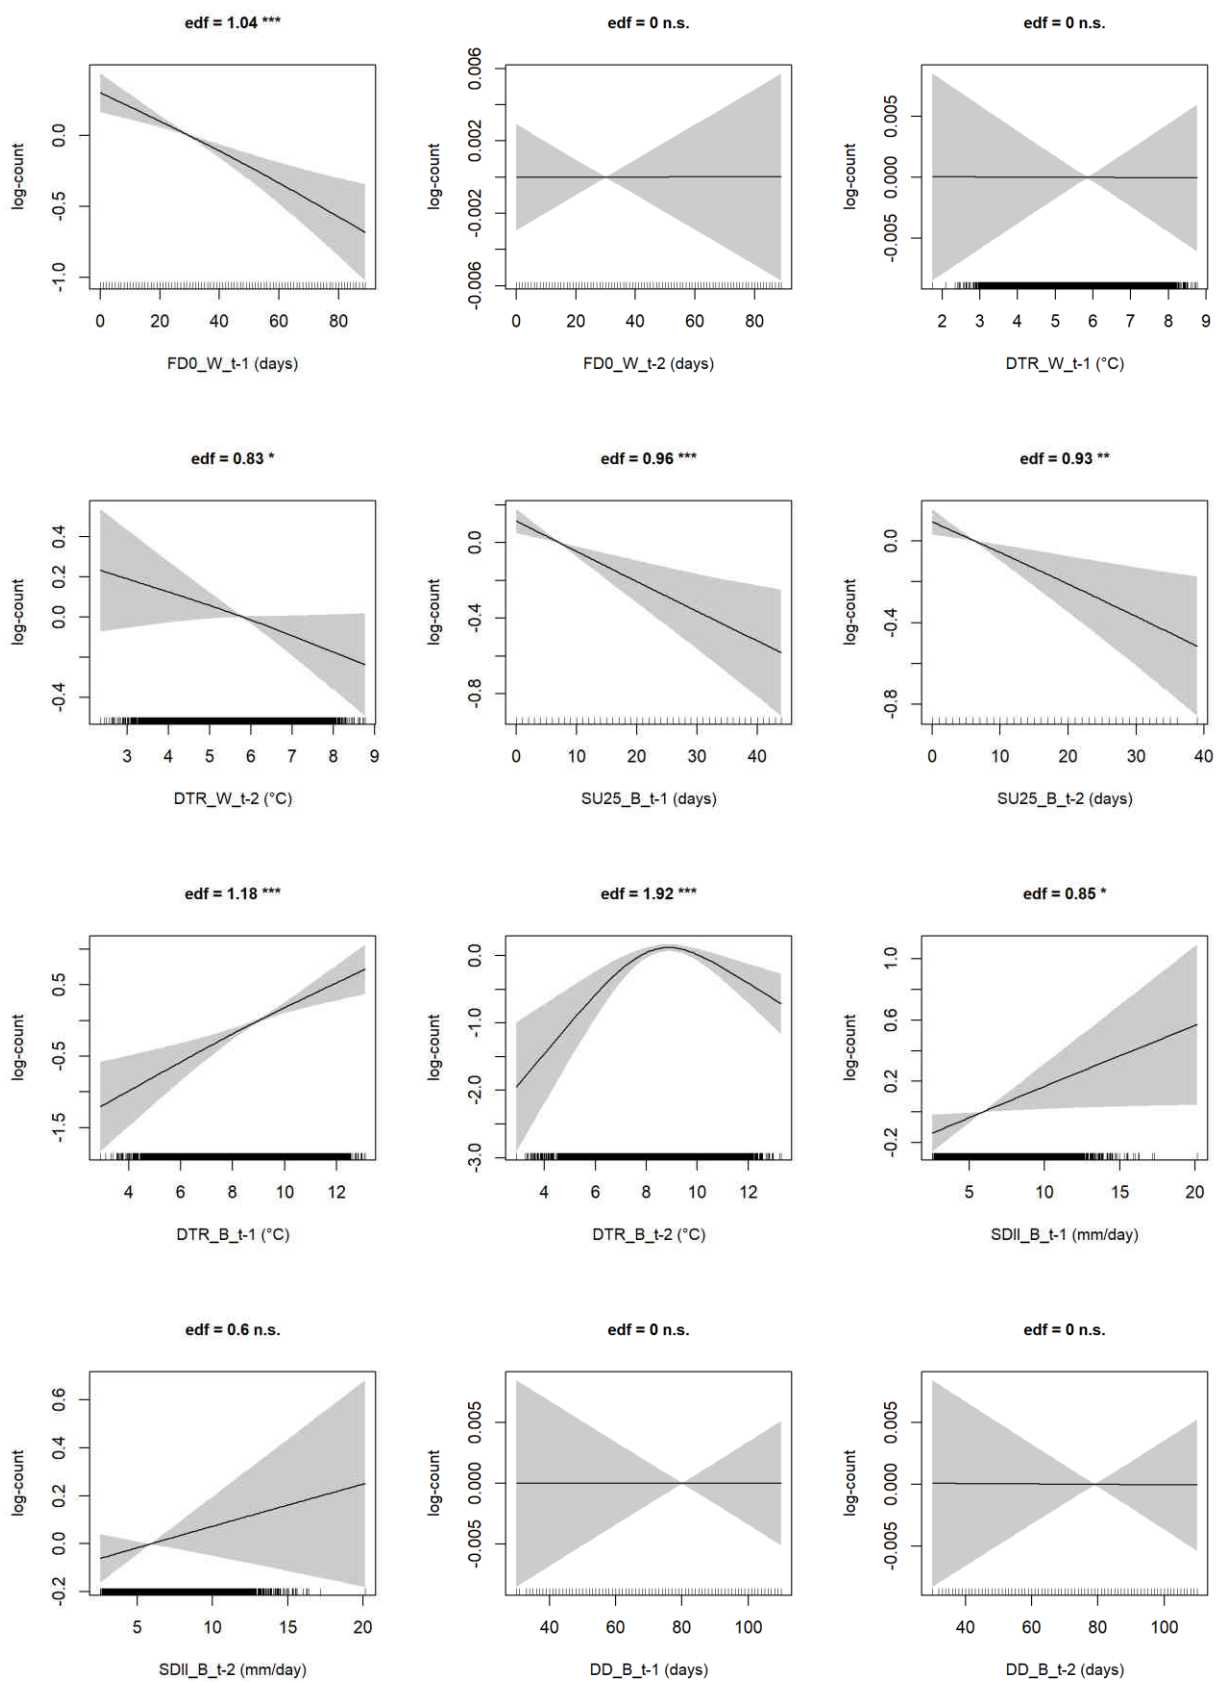 edf = 1.04 ***
edf = 0 n.s.
edf = 0 n.s.
log-count
0.0
-0.5
-1.0
0 20 40 60 80
FD0_W_t-1 (days)
log-count
0.006
0.002
-0.002
-0.006
0 20 40 60 80
FD0_W_t-2 (days)
log-count
0.005
0.000
-0.005
2 3 4 5 6 7 8 9
DTR_W_t-1 (°C)
edf = 0.83 *
edf = 0.96 ***
edf = 0.93 **
log-count
0.4
0.2
0.0
-0.4
3 4 5 6 7 8 9
DTR_W_t-2 (°C)
log-count
0.0
-0.4
-0.8
0 10 20 30 40
SU25_B_t-1 (days)
log-count
0.0
-0.4
-0.8
0 10 20 30 40
SU25_B_t-2 (days)
edf = 1.18 ***
edf = 1.92 ***
edf = 0.85 *
log-count
0.5
-0.5
-1.5
4 6 8 10 12
DTR_B_t-1 (°C)
log-count
0.0
-1.0
-2.0
-3.0
4 6 8 10 12
DTR_B_t-2 (°C)
log-count
1.0
0.6
0.2
-0.2
5 10 15 20
SDII_B_t-1 (mm/day)
edf = 0.6 n.s.
edf = 0 n.s.
edf = 0 n.s.
log-count
0.6
0.4
0.2
0.0
-0.2
5 10 15 20
SDII_B_t-2 (mm/day)
log-count
0.005
0.000
-0.005
40 60 80 100
DD_B_t-1 (days)
log-count
0.005
0.000
-0.005
40 60 80 100
DD_B_t-2 (days)